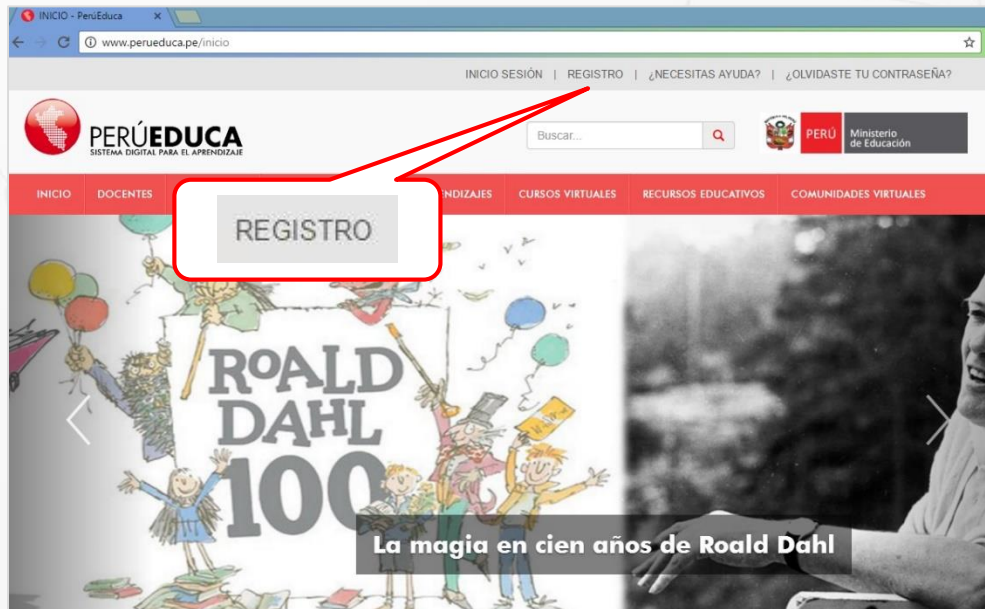 INICIO - PerúEduca
www.perueduca.pe/inicio
INICIO SESIÓN | REGISTRO | ¿NECESITAS AYUDA? | ¿OLVIDASTE TU CONTRASEÑA?
PERÚEDUCA
SISTEMA DIGITAL PARA EL APRENDIZAJE
Buscar...
PERÚ
Ministerio
de Educación
INICIO DOCENTES NDIZAJES CURSOS VIRTUALES RECURSOS EDUCATIVOS COMUNIDADES VIRTUALES
REGISTRO
ROALD
DAHL
100
La magia en cien años de Roald Dahl